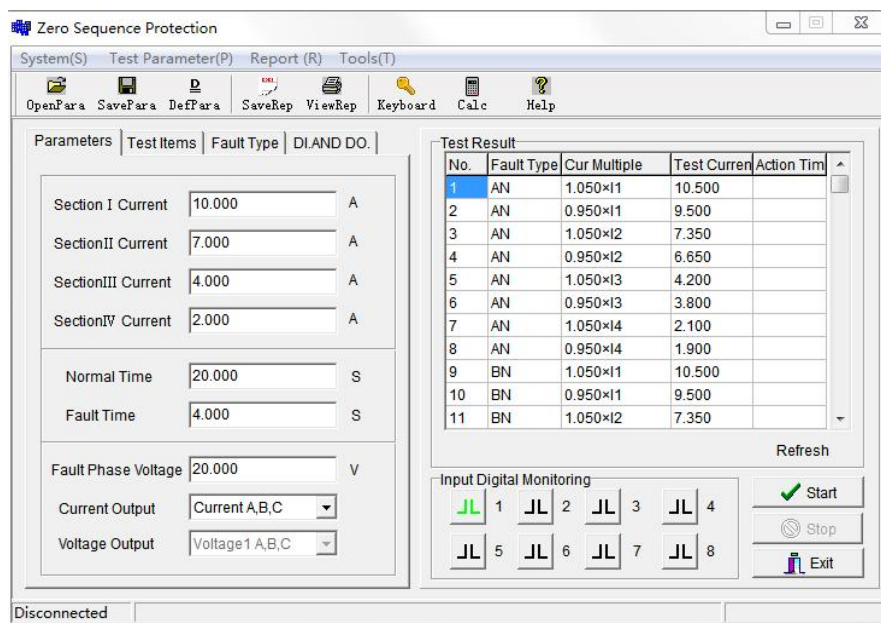 Zero Sequence Protection
System(S) Test Parameter(P) Report (R) Tools(T)
OpenPara SavePara DefPara SaveRep ViewRep Keyboard Calc Help
Parameters Test Items Fault Type DI.AND DO.
Section I Current 10.000 A
SectionII Current 7.000 A
SectionIII Current 4.000 A
SectionIV Current 2.000 A
Normal Time 20.000 S
Fault Time 4.000 S
Fault Phase Voltage 20.000 V
Current Output Current A,B,C
Voltage Output Voltage1 A,B,C
Test Result
No. Fault Type Cur Multiple Test Curren Action Tim
1 AN 1.050×I1 10.500
2 AN 0.950×I1 9.500
3 AN 1.050×I2 7.350
4 AN 0.950×I2 6.650
5 AN 1.050×I3 4.200
6 AN 0.950×I3 3.800
7 AN 1.050×I4 2.100
8 AN 0.950×I4 1.900
9 BN 1.050×I1 10.500
10 BN 0.950×I1 9.500
11 BN 1.050×I2 7.350
Refresh
Input Digital Monitoring
1 2 3 4
5 6 7 8
Start
Stop
Exit
Disconnected